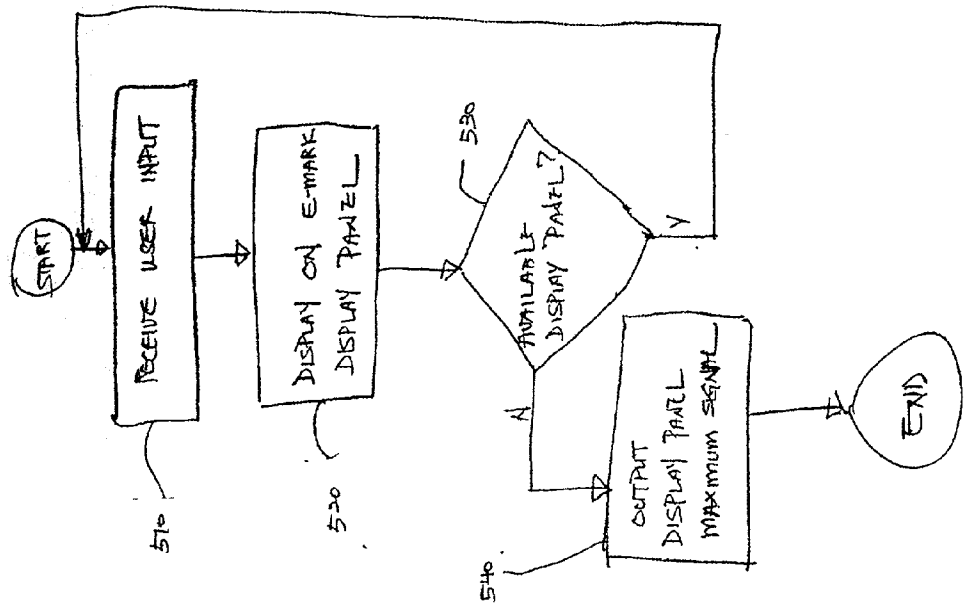 START
RECEIVE USER INPUT
510
DISPLAY ON E-MARK
DISPLAY PANEL
520
AVAILABLE
DISPLAY PANEL?
530
Y
N
OUTPUT
DISPLAY PANEL
MAXIMUM SIGNAL
540
END